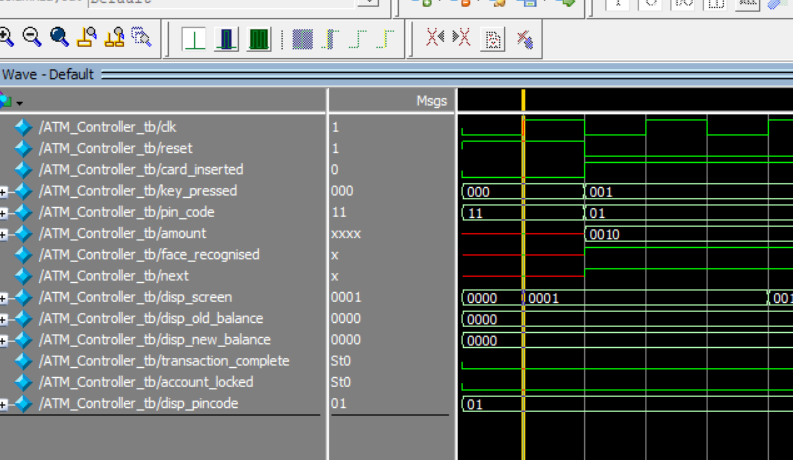 Default
Wave - Default
Msgs
/ATM_Controller_tb/clk 1
/ATM_Controller_tb/reset 1
/ATM_Controller_tb/card_inserted 0
/ATM_Controller_tb/key_pressed 000 000 001
/ATM_Controller_tb/pin_code 11 11 01
/ATM_Controller_tb/amount xxxx 0010
/ATM_Controller_tb/face_recognised x
/ATM_Controller_tb/next x
/ATM_Controller_tb/disp_screen 0001 0000 0001 001
/ATM_Controller_tb/disp_old_balance 0000 0000
/ATM_Controller_tb/disp_new_balance 0000 0000
/ATM_Controller_tb/transaction_complete St0
/ATM_Controller_tb/account_locked St0
/ATM_Controller_tb/disp_pincode 01 01